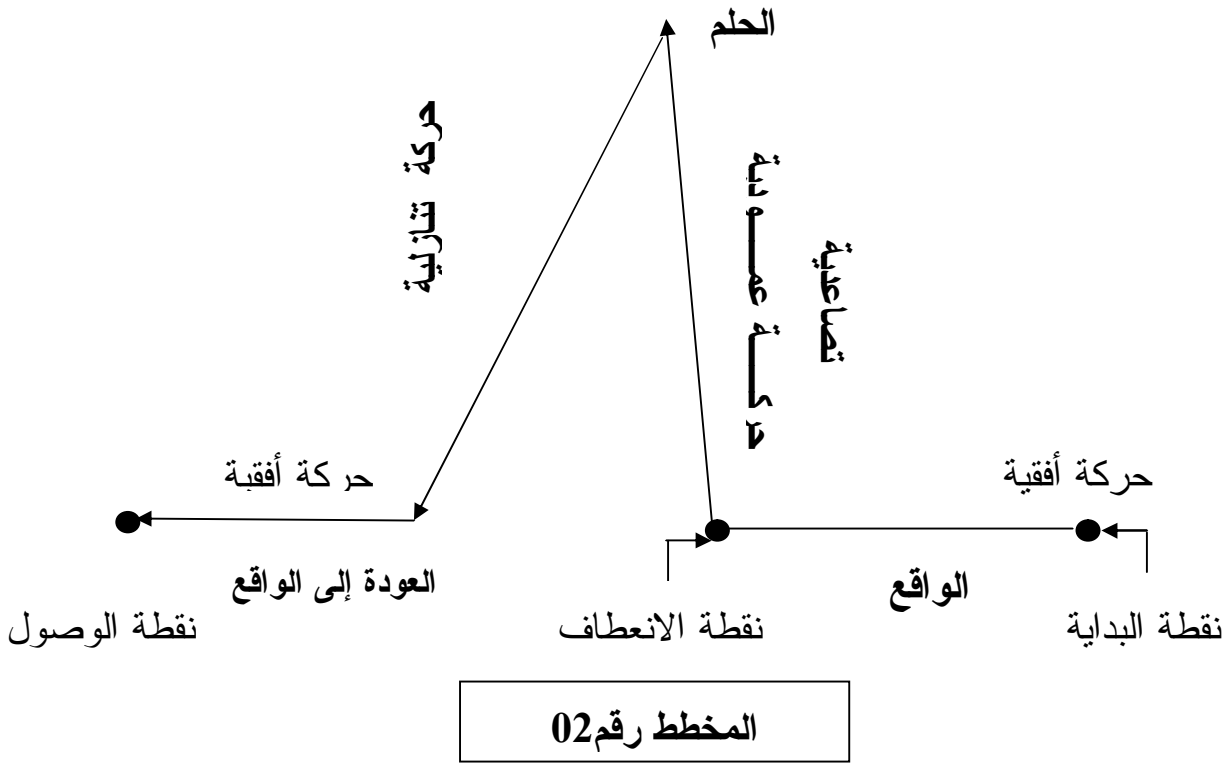 الحلم
حركة عمــودية
تصاعدية
حركة تنازلية
حركة أفقية
حركة أفقية
الواقع
العودة إلى الواقع
نقطة البداية
نقطة الانعطاف
نقطة الوصول
المخطط رقم02